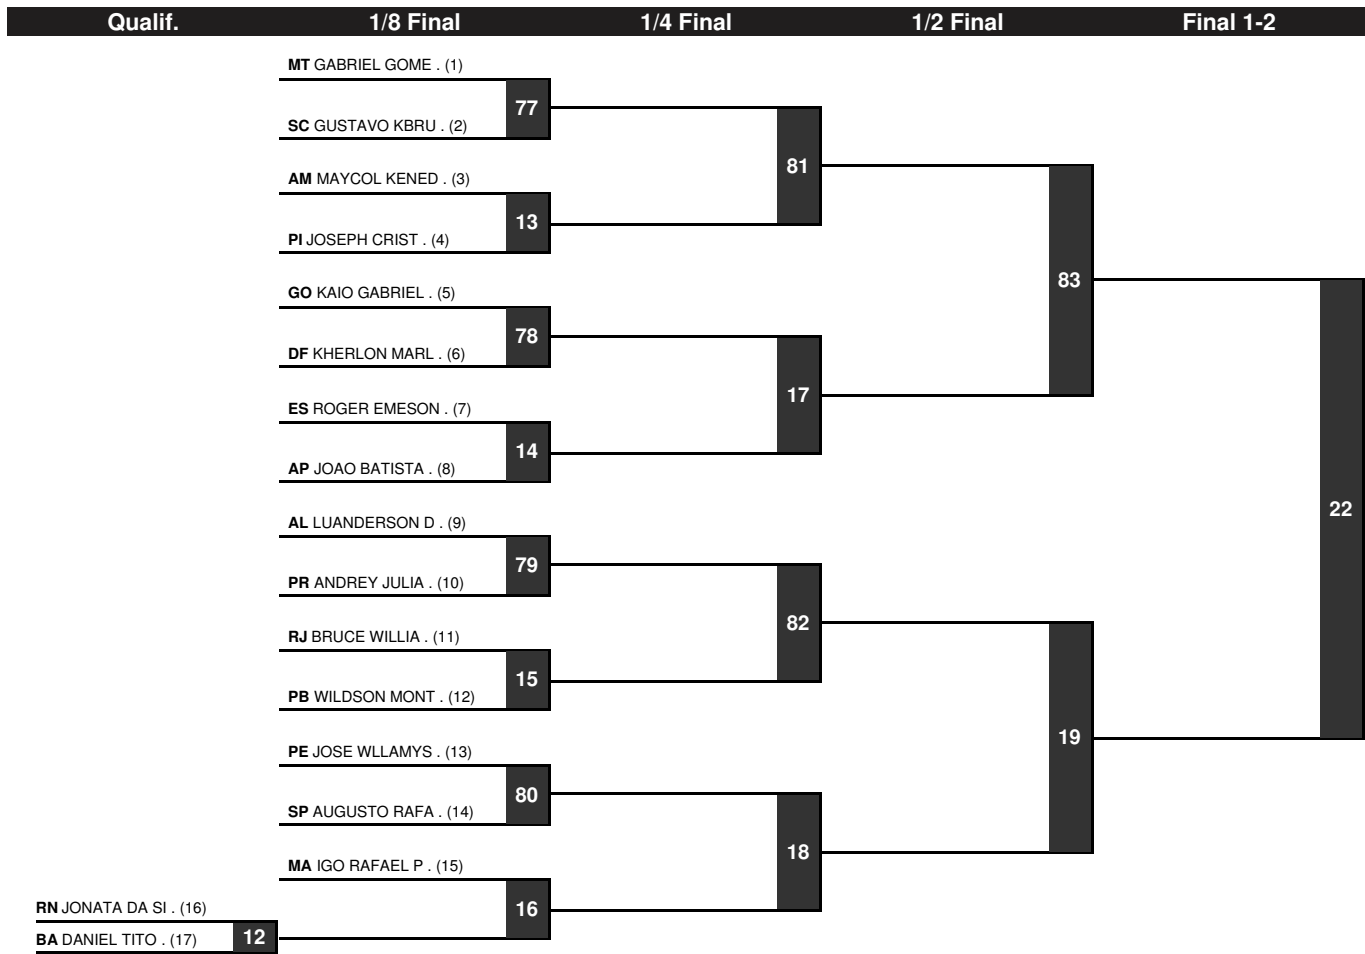 Qualif. 1/8 Final 1/4 Final 1/2 Final Final 1-2
MT GABRIEL GOME . (1)
77
SC GUSTAVO KBRU . (2)
81
AM MAYCOL KENED . (3)
13
PI JOSEPH CRIST . (4)
83
GO KAIO GABRIEL . (5)
78
DF KHERLON MARL . (6)
17
ES ROGER EMESON . (7)
14
AP JOAO BATISTA . (8)
22
AL LUANDERSON D . (9)
79
PR ANDREY JULIA . (10)
82
RJ BRUCE WILLIA . (11)
15
PB WILDSON MONT . (12)
19
PE JOSE WLLAMYS . (13)
80
SP AUGUSTO RAFA . (14)
18
MA IGO RAFAEL P . (15)
16
RN JONATA DA SI . (16)
BA DANIEL TITO . (17) 12